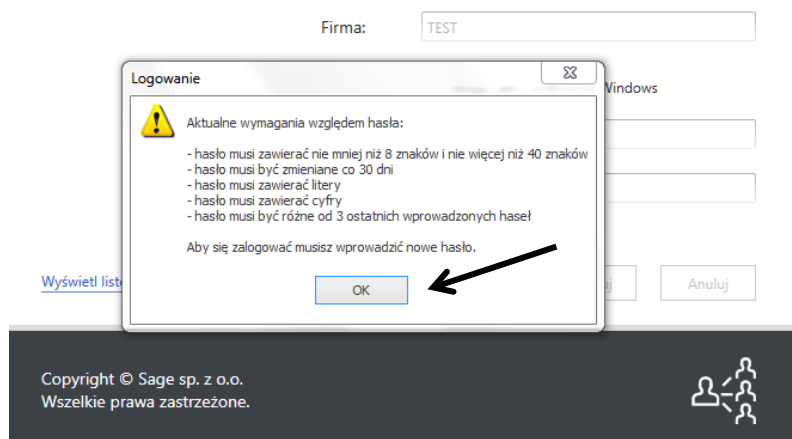 Firma:
TEST
Logowanie
Windows
Aktualne wymagania względem hasła:
- hasło musi zawierać nie mniej niż 8 znaków i nie więcej niż 40 znaków
- hasło musi być zmieniane co 30 dni
- hasło musi zawierać litery
- hasło musi zawierać cyfry
- hasło musi być różne od 3 ostatnich wprowadzonych haseł
Aby się zalogować musisz wprowadzić nowe hasło.
Wyświetl
OK
Anuluj
Copyright © Sage sp. z o.o.
Wszelkie prawa zastrzeżone.